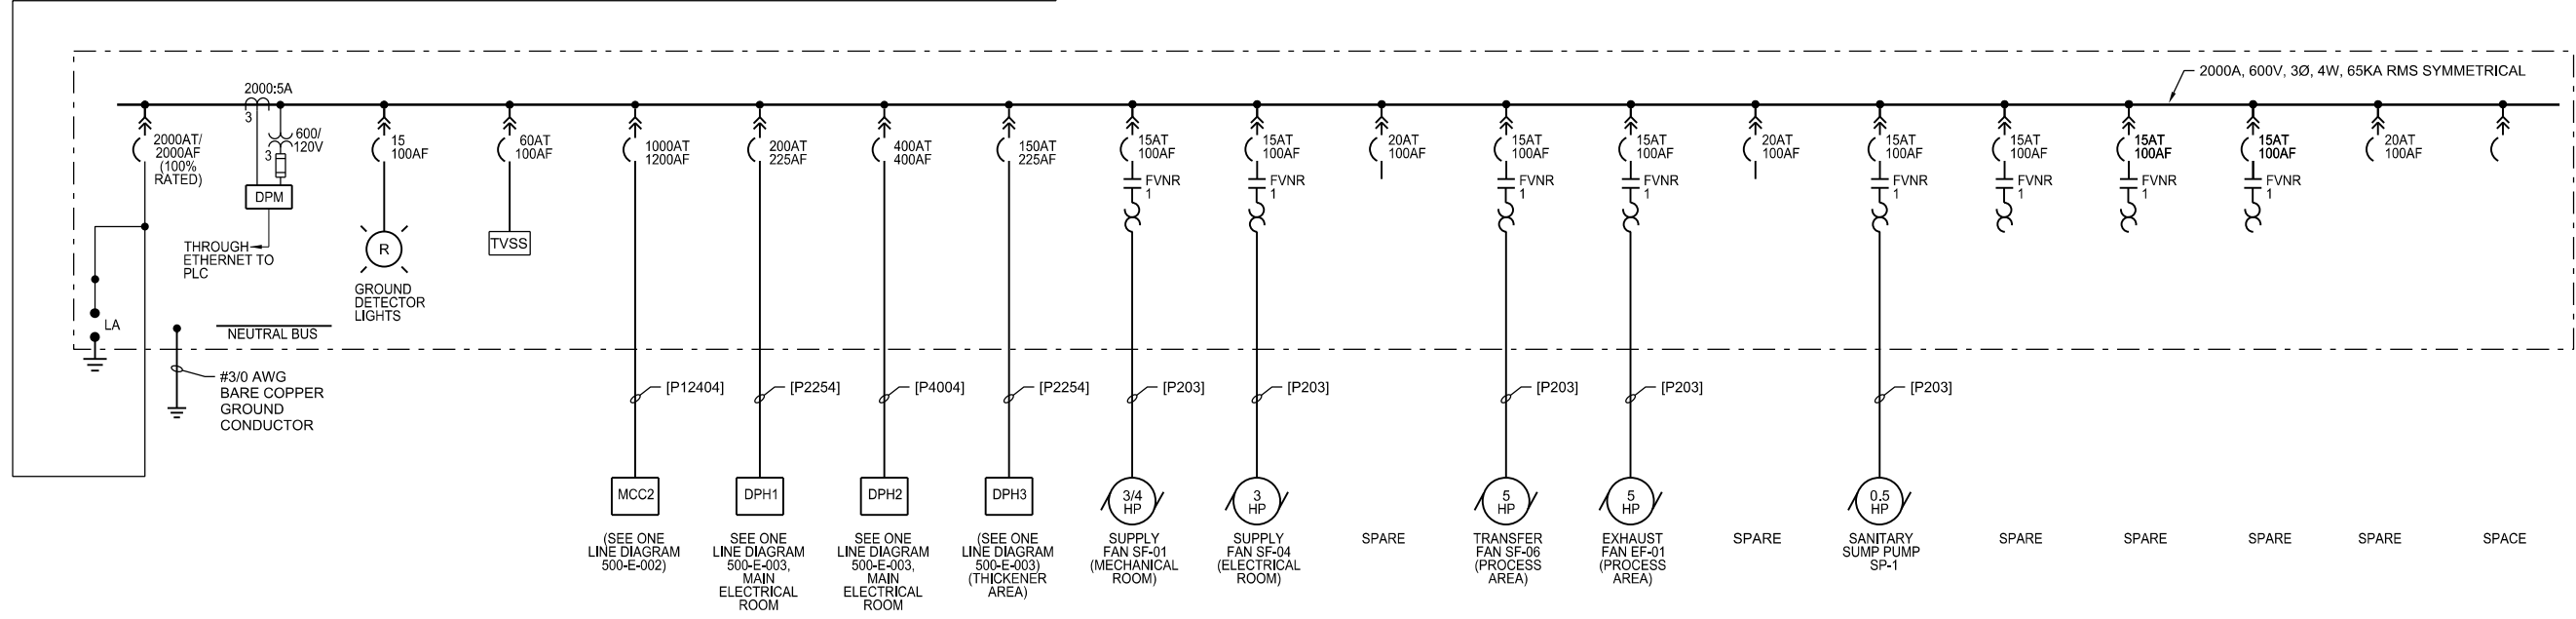 2000A, 600V, 3Ø, 4W, 65KA RMS SYMMETRICAL
2000:5A
3
2000AT/
2000AF
(100%
RATED)
600/
120V
3
DPM
THROUGH
ETHERNET TO
PLC
LA
NEUTRAL BUS
#3/0 AWG
BARE COPPER
GROUND
CONDUCTOR
15
100AF
R
GROUND
DETECTOR
LIGHTS
60AT
100AF
TVSS
1000AT
1200AF
[P12404]
MCC2
(SEE ONE
LINE DIAGRAM
500-E-002)
200AT
225AF
[P2254]
DPH1
SEE ONE
LINE DIAGRAM
500-E-003,
MAIN
ELECTRICAL
ROOM
400AT
400AF
[P4004]
DPH2
SEE ONE
LINE DIAGRAM
500-E-003,
MAIN
ELECTRICAL
ROOM
150AT
225AF
[P2254]
DPH3
(SEE ONE
LINE DIAGRAM
500-E-003)
(THICKENER
AREA)
15AT
100AF
FVNR
1
[P203]
3/4
HP
SUPPLY
FAN SF-01
(MECHANICAL
ROOM)
15AT
100AF
FVNR
1
[P203]
3
HP
SUPPLY
FAN SF-04
(ELECTRICAL
ROOM)
20AT
100AF
SPARE
15AT
100AF
FVNR
1
[P203]
5
HP
TRANSFER
FAN SF-06
(PROCESS
AREA)
15AT
100AF
FVNR
1
[P203]
5
HP
EXHAUST
FAN EF-01
(PROCESS
AREA)
20AT
100AF
SPARE
15AT
100AF
FVNR
1
[P203]
0.5
HP
SANITARY
SUMP PUMP
SP-1
15AT
100AF
FVNR
1
SPARE
15AT
100AF
FVNR
1
SPARE
15AT
100AF
FVNR
1
SPARE
20AT
100AF
SPARE
SPACE